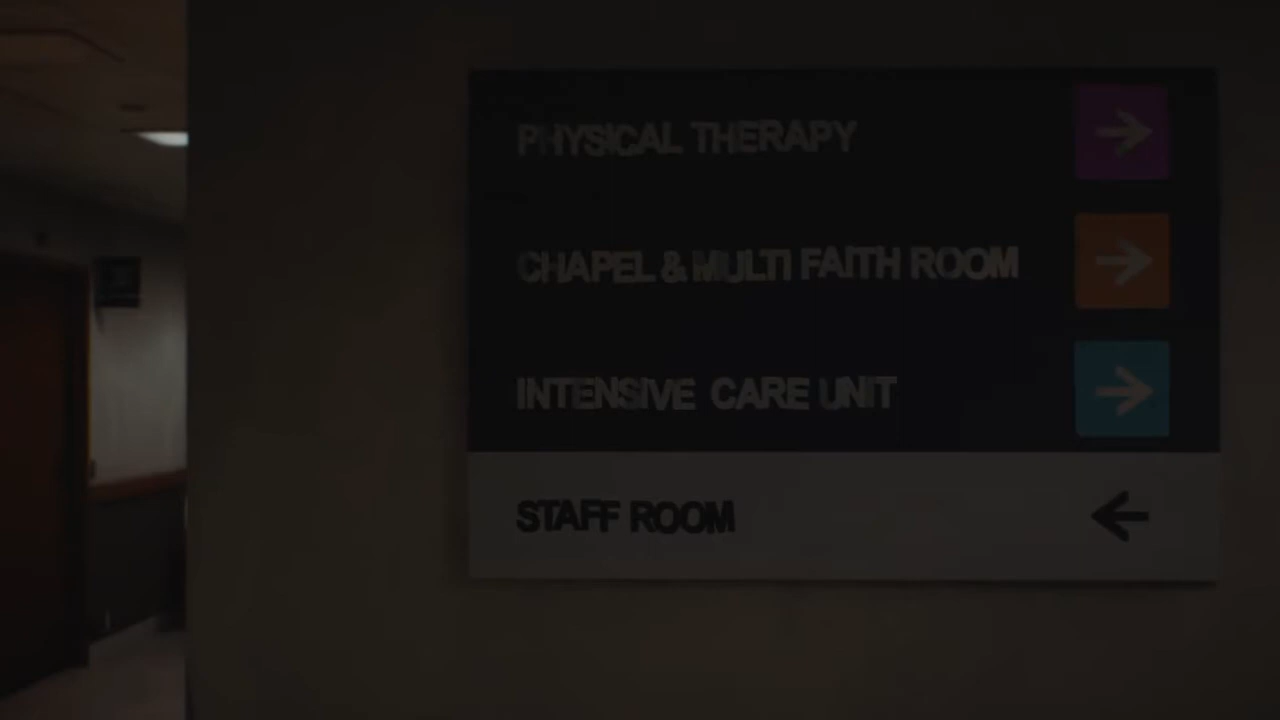 PHYSICAL THERAPY
CHAPEL & MULTI FAITH ROOM
INTENSIVE CARE UNIT
STAFF ROOM